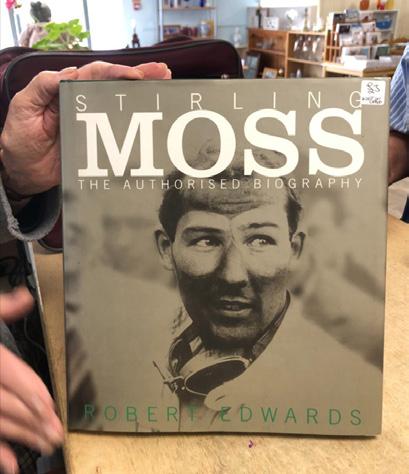 STIRLING
MOSS
THE AUTHORISED BIOGRAPHY
ROBERT EDWARDS